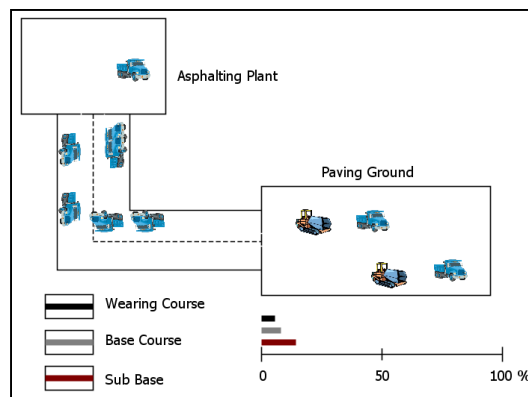 Asphalting Plant
Paving Ground
Wearing Course
Base Course
Sub Base
0 50 100 %